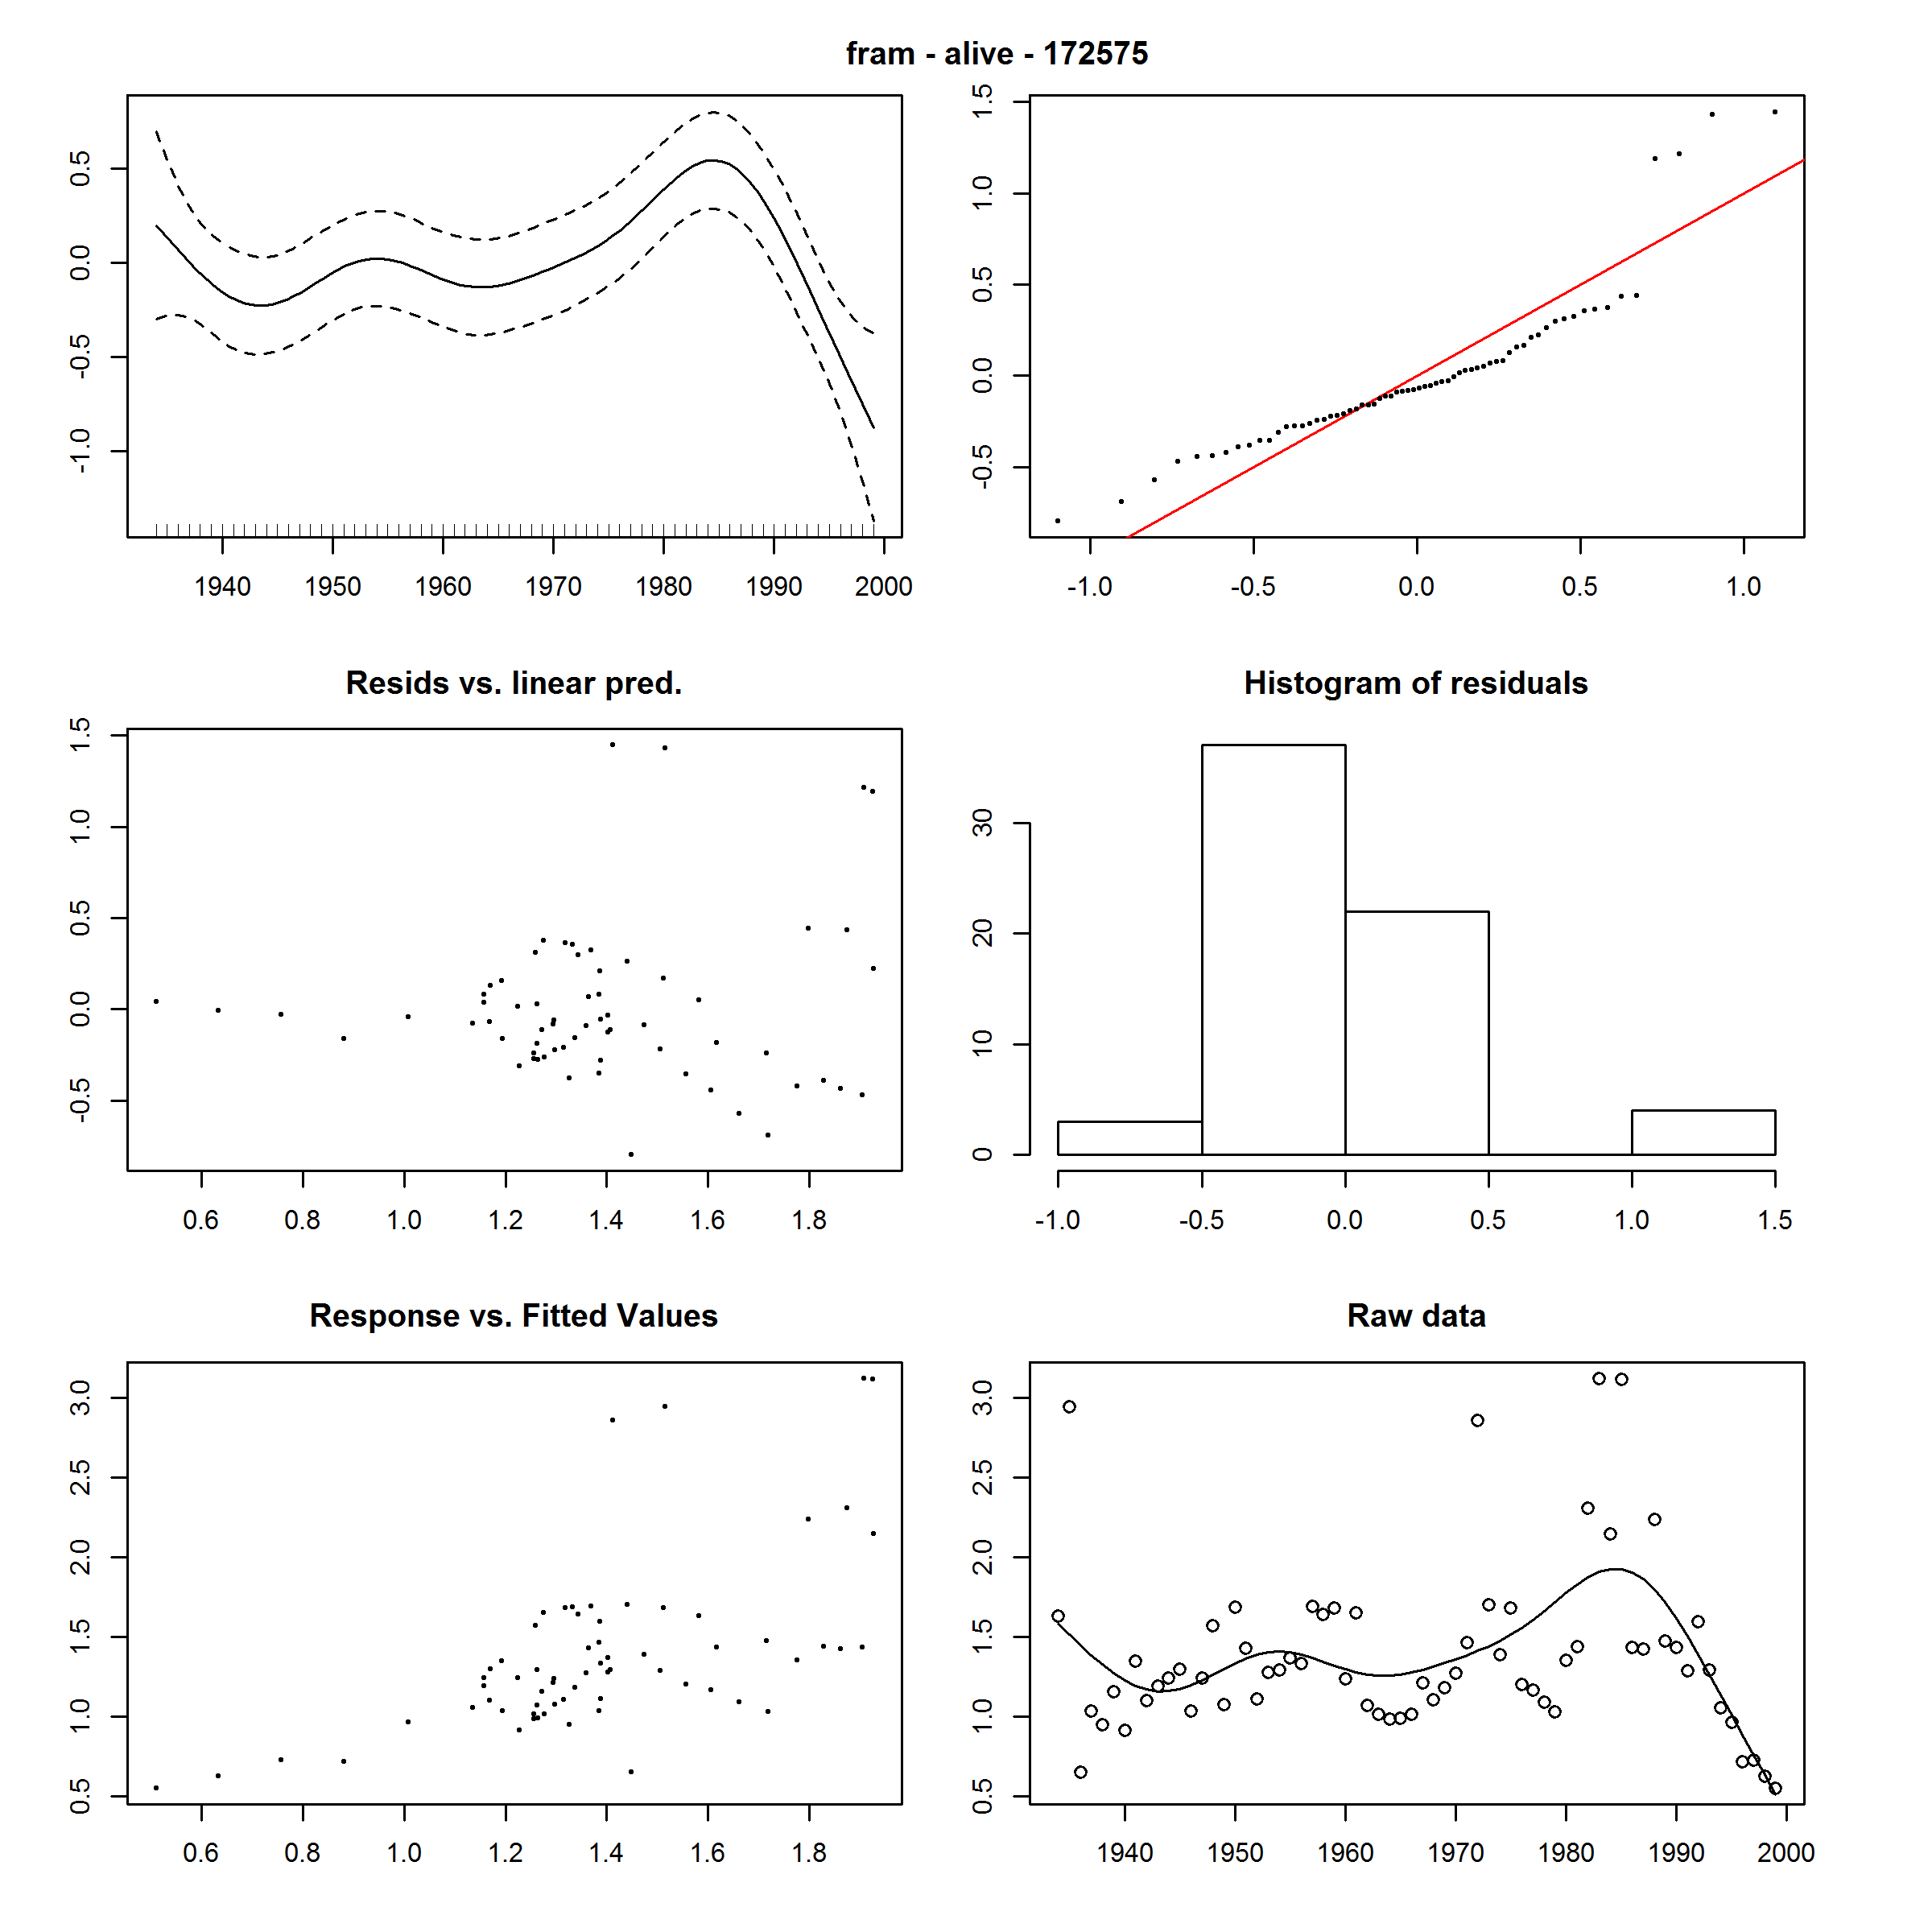 fram - alive - 172575
0.5
0.0
-0.5
-1.0
1940 1950 1960 1970 1980 1990 2000
1.5
1.0
0.5
0.0
-0.5
-1.0 -0.5 0.0 0.5 1.0
Resids vs. linear pred.
1.5
1.0
0.5
0.0
-0.5
0.6 0.8 1.0 1.2 1.4 1.6 1.8
Histogram of residuals
30
20
10
0
-1.0 -0.5 0.0 0.5 1.0 1.5
Response vs. Fitted Values
3.0
2.5
2.0
1.5
1.0
0.5
0.6 0.8 1.0 1.2 1.4 1.6 1.8
Raw data
3.0
2.5
2.0
1.5
1.0
0.5
1940 1950 1960 1970 1980 1990 2000